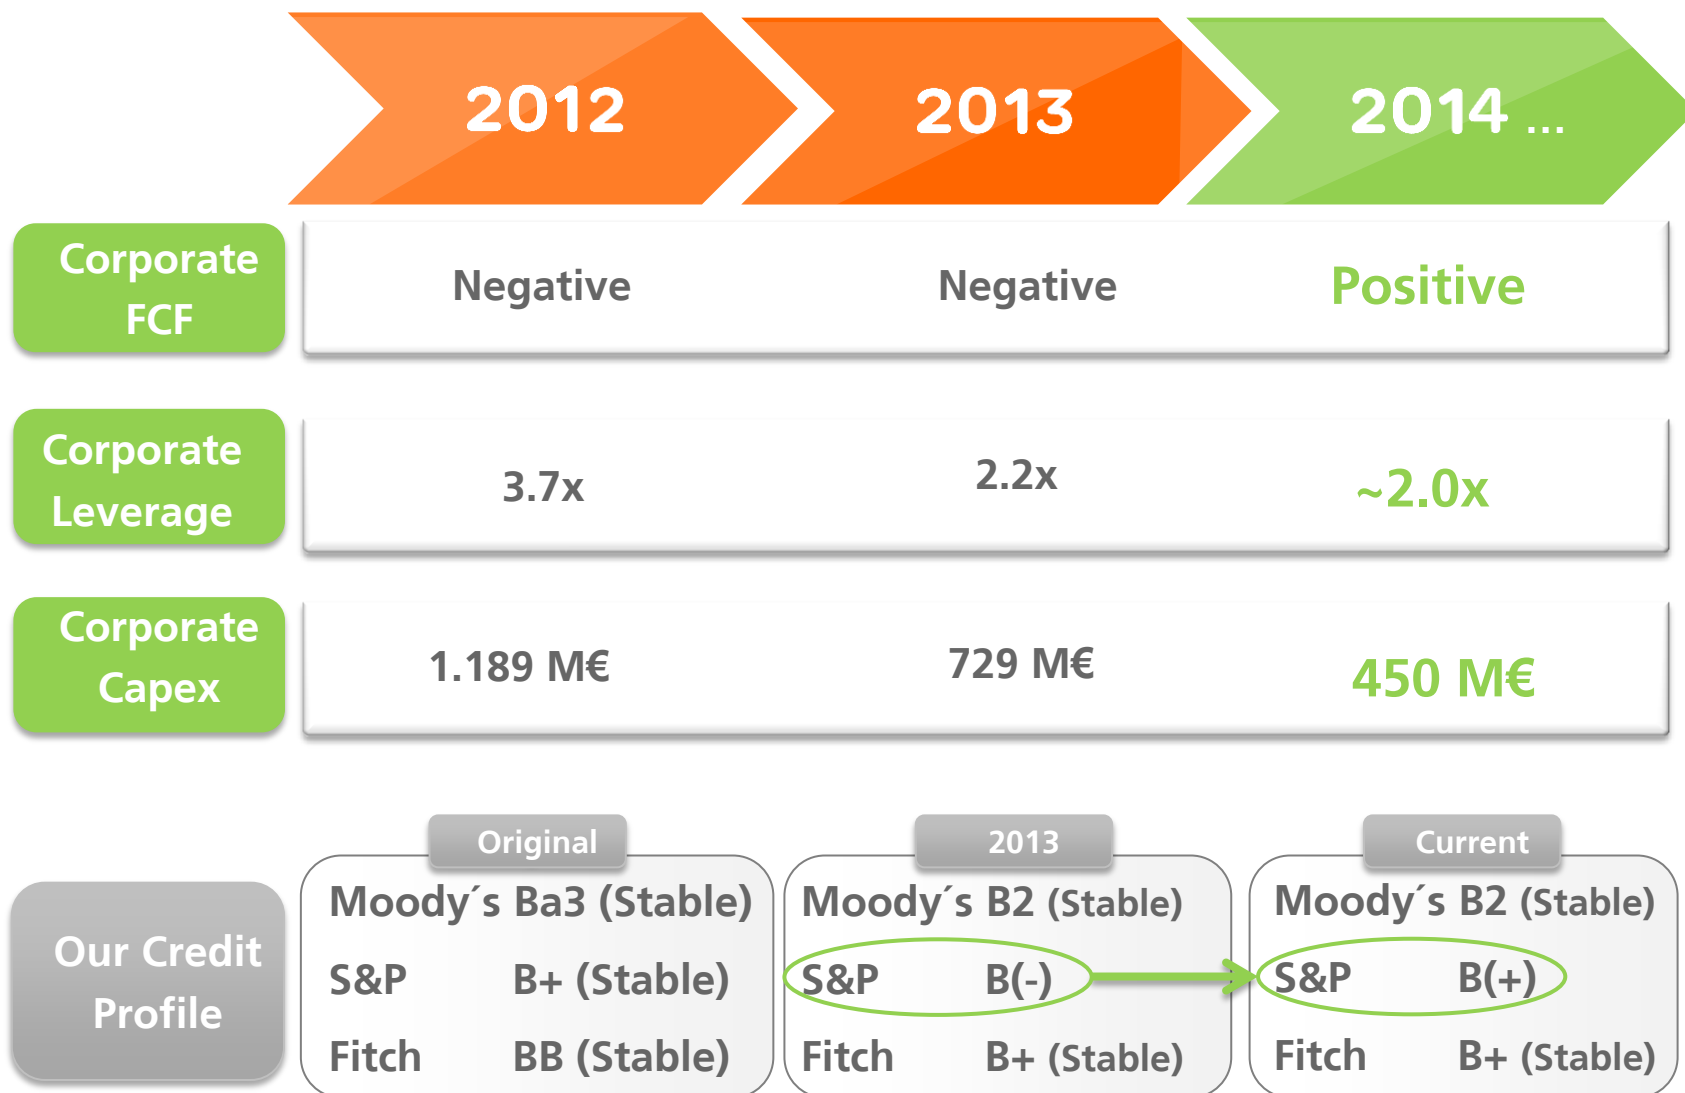 2012 2013 2014 ...
Corporate
FCF
Negative Negative Positive
Corporate
Leverage
3.7x 2.2x ~2.0x
Corporate
Capex
1.189 M€ 729 M€ 450 M€
Our Credit
Profile
Original
Moody´s Ba3 (Stable)
S&P B+ (Stable)
Fitch BB (Stable)
2013
Moody´s B2 (Stable)
S&P B(-)
Fitch B+ (Stable)
Current
Moody´s B2 (Stable)
S&P B(+)
Fitch B+ (Stable)